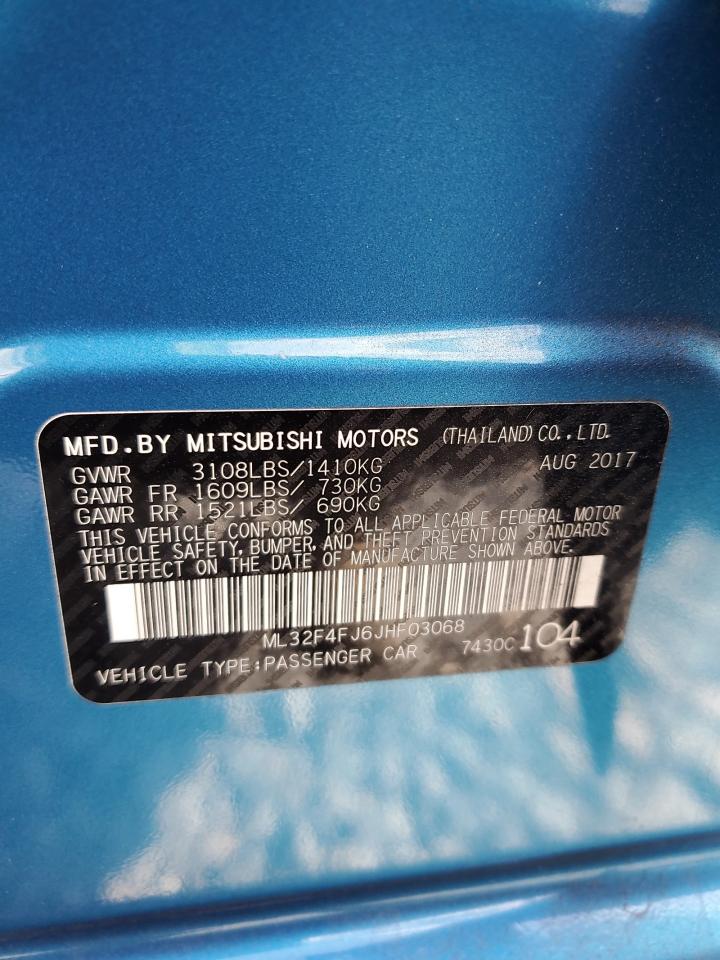 MFD.BY MITSUBISHI MOTORS (THAILAND) CO.,LTD.
GVWR 3108LBS/1410KG AUG 2017
GAWR FR 1609LBS/ 730KG
GAWR RR 1521LBS/ 690KG
THIS VEHICLE CONFORMS TO ALL APPLICABLE FEDERAL MOTOR
VEHICLE SAFETY, BUMPER, AND THEFT PREVENTION STANDARDS
IN EFFECT ON THE DATE OF MANUFACTURE SHOWN ABOVE.
ML32F4FJ6JHF03068
VEHICLE TYPE:PASSENGER CAR 7430C 104